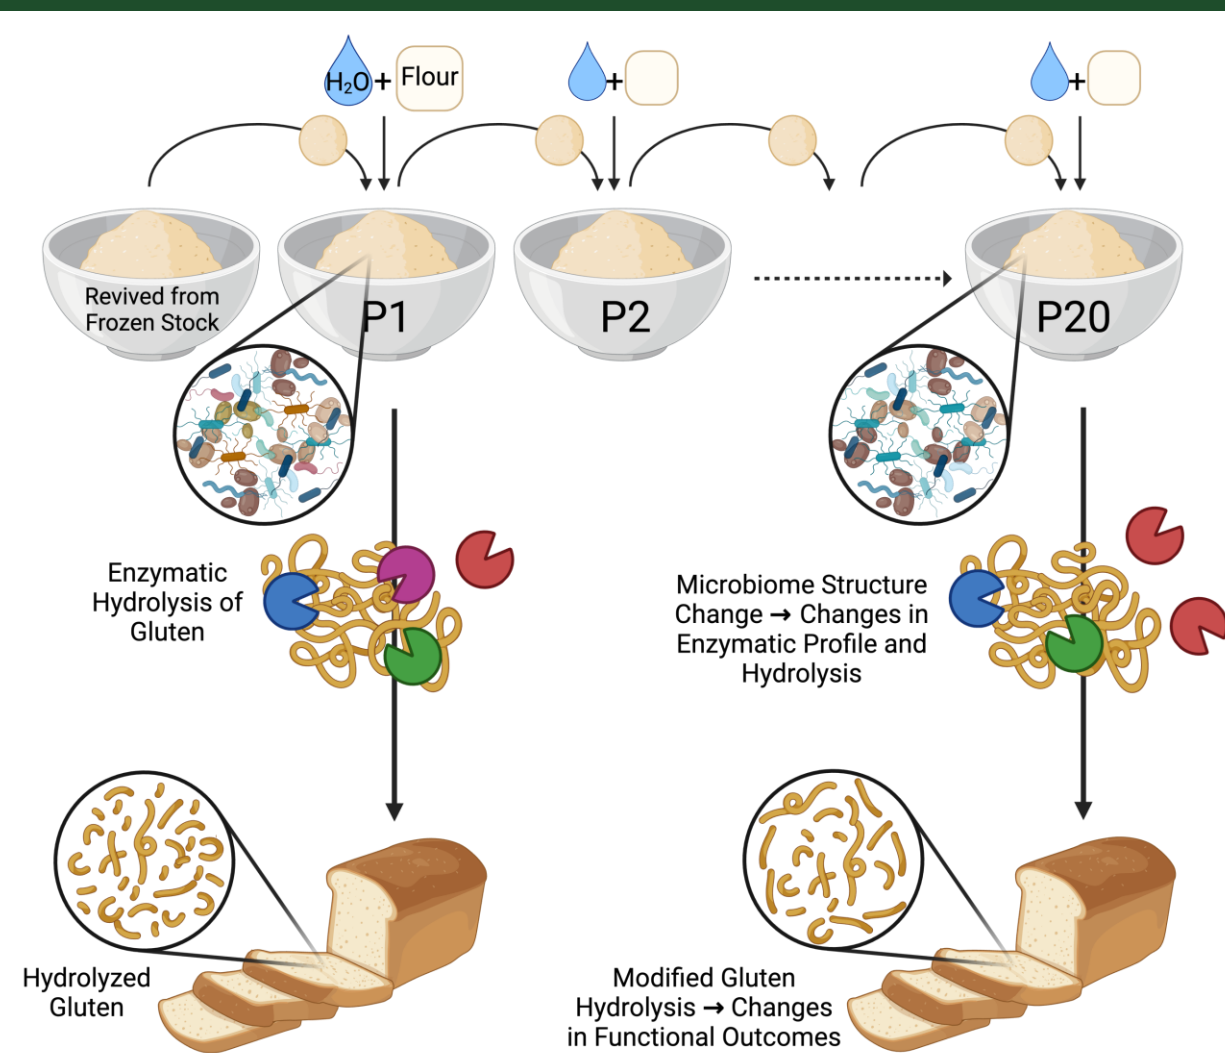 H₂O + Flour
+
+
Revived from
Frozen Stock
P1
P2
P20
Enzymatic
Hydrolysis of
Gluten
Microbiome Structure
Change → Changes in
Enzymatic Profile and
Hydrolysis
Hydrolyzed
Gluten
Modified Gluten
Hydrolysis → Changes
in Functional Outcomes